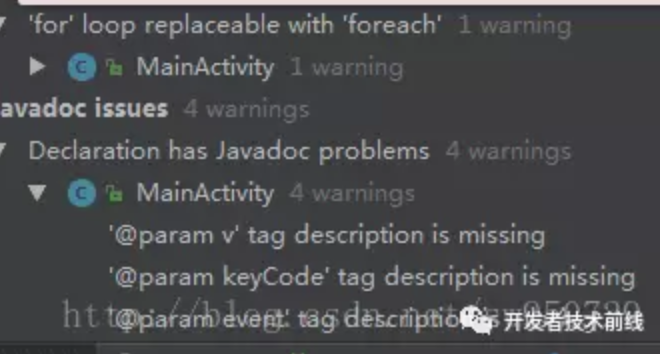 'for' loop replaceable with 'foreach' 1 warning
C MainActivity 1 warning
avadoc issues 4 warnings
Declaration has Javadoc problems 4 warnings
C MainActivity 4 warnings
'@param v' tag description is missing
'@param keyCode' tag description is missing
'@param event' tag description is
http://blog.csdn.net/
开发者技术前线